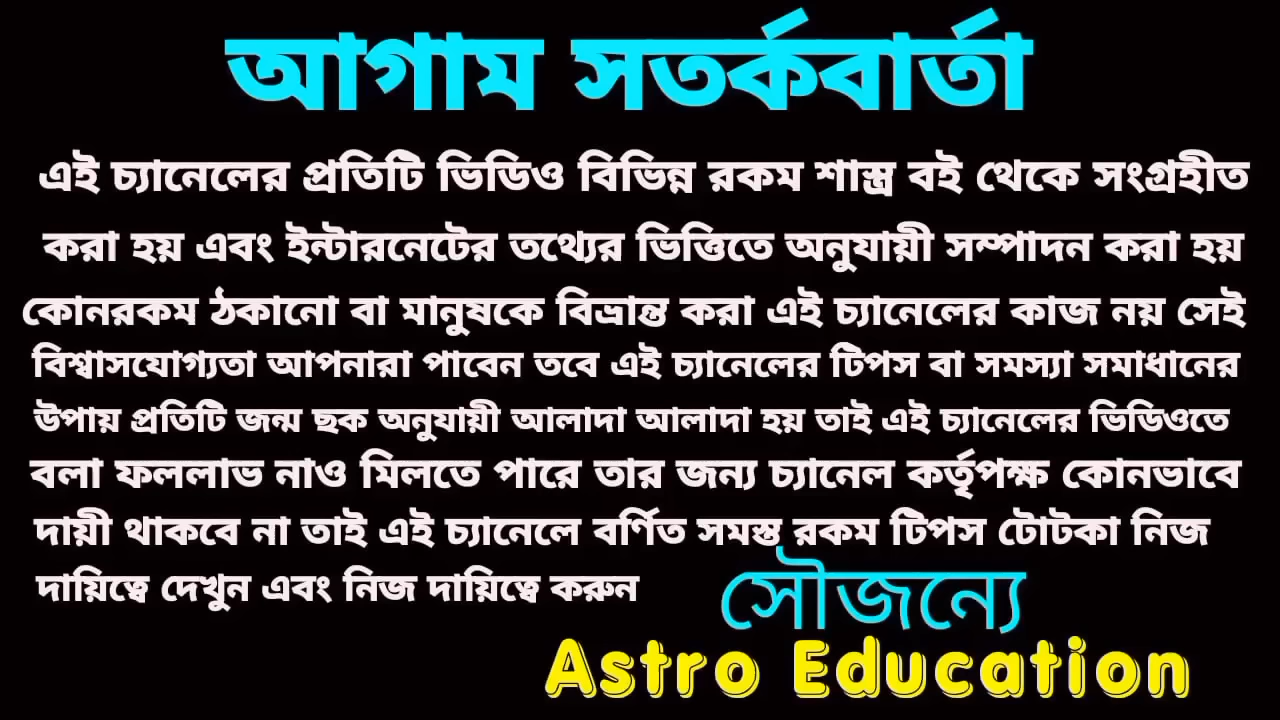 আগাম সতর্কবার্তা
এই চ্যানেলের প্রতিটি ভিডিও বিভিন্ন রকম শাস্ত্র বই থেকে সংগ্রহীত
করা হয় এবং ইন্টারনেটের তথ্যের ভিত্তিতে অনুযায়ী সম্পাদন করা হয়
কোনরকম ঠকানো বা মানুষকে বিভ্রান্ত করা এই চ্যানেলের কাজ নয় সেই
বিশ্বাসযোগ্যতা আপনারা পাবেন তবে এই চ্যানেলের টিপস বা সমস্যা সমাধানের
উপায় প্রতিটি জন্ম ছক অনুযায়ী আলাদা আলাদা হয় তাই এই চ্যানেলের ভিডিওতে
বলা ফললাভ নাও মিলতে পারে তার জন্য চ্যানেল কর্তৃপক্ষ কোনভাবে
দায়ী থাকবে না তাই এই চ্যানেলে বর্ণিত সমস্ত রকম টিপস টোটকা নিজ
দায়িত্বে দেখুন এবং নিজ দায়িত্বে করুন
সৌজন্যে
Astro Education